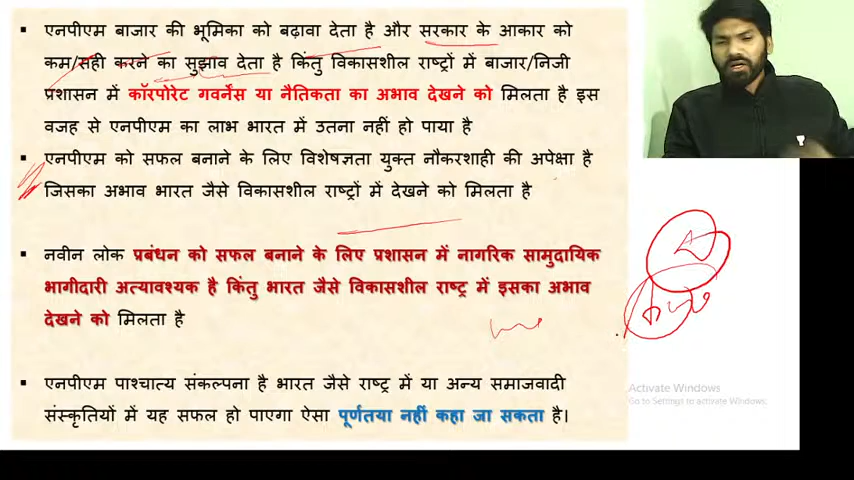 एनपीएम बाजार की भूमिका को बढ़ावा देता है और सरकार के आकार को
कम/सही करने का सुझाव देता है किंतु विकासशील राष्ट्रों में बाजार/निजी
प्रशासन में कॉरपोरेट गवर्नेंस या नैतिकता का अभाव देखने को मिलता है इस
वजह से एनपीएम का लाभ भारत में उतना नहीं हो पाया है
एनपीएम को सफल बनाने के लिए विशेषज्ञता युक्त नौकरशाही की अपेक्षा है
जिसका अभाव भारत जैसे विकासशील राष्ट्रों में देखने को मिलता है
नवीन लोक प्रबंधन को सफल बनाने के लिए प्रशासन में नागरिक सामुदायिक
भागीदारी अत्यावश्यक है किंतु भारत जैसे विकासशील राष्ट्र में इसका अभाव
देखने को मिलता है
एनपीएम पाश्चात्य संकल्पना है भारत जैसे राष्ट्र में या अन्य समाजवादी
संस्कृतियों में यह सफल हो पाएगा ऐसा पूर्णतया नहीं कहा जा सकता है।
Activate Windows
Go to Settings to activate Windows.